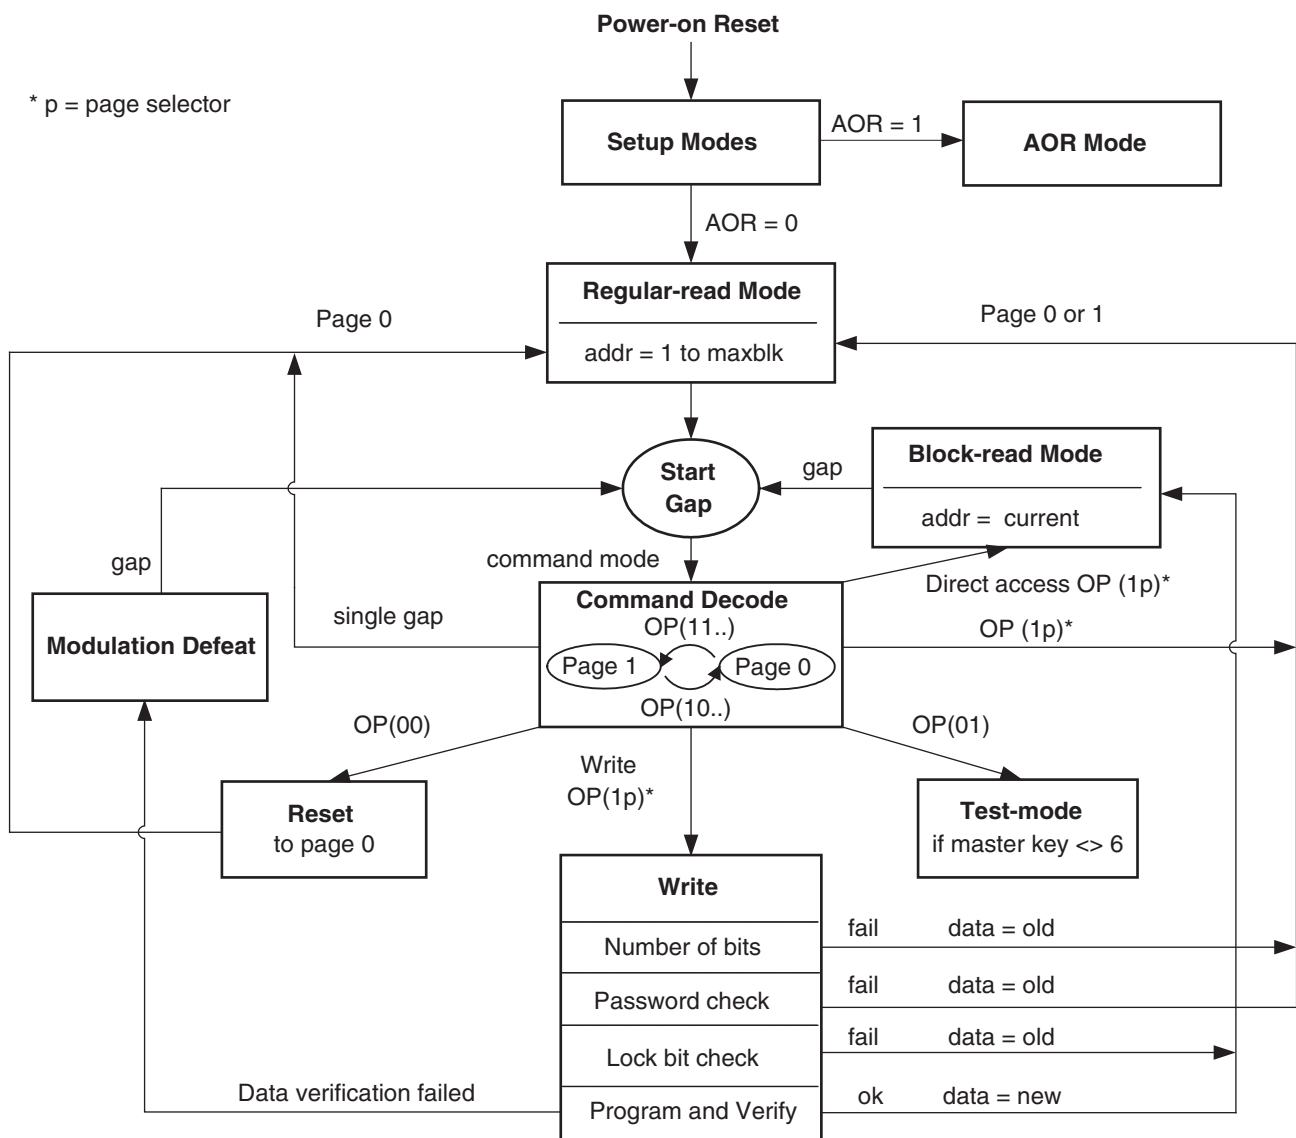 Power-on Reset
* p = page selector
Setup Modes
AOR = 1
AOR Mode
AOR = 0
Regular-read Mode
addr = 1 to maxblk
Page 0
Page 0 or 1
Start
Gap
gap
Block-read Mode
addr = current
command mode
gap
Direct access OP (1p)*
Modulation Defeat
single gap
Command Decode
OP(11..)
Page 1
Page 0
OP(10..)
OP (1p)*
OP(00)
OP(01)
Write
OP(1p)*
Reset
to page 0
Test-mode
if master key <> 6
Write
Number of bits
fail data = old
Password check
fail data = old
Lock bit check
fail data = old
Data verification failed
Program and Verify
ok data = new